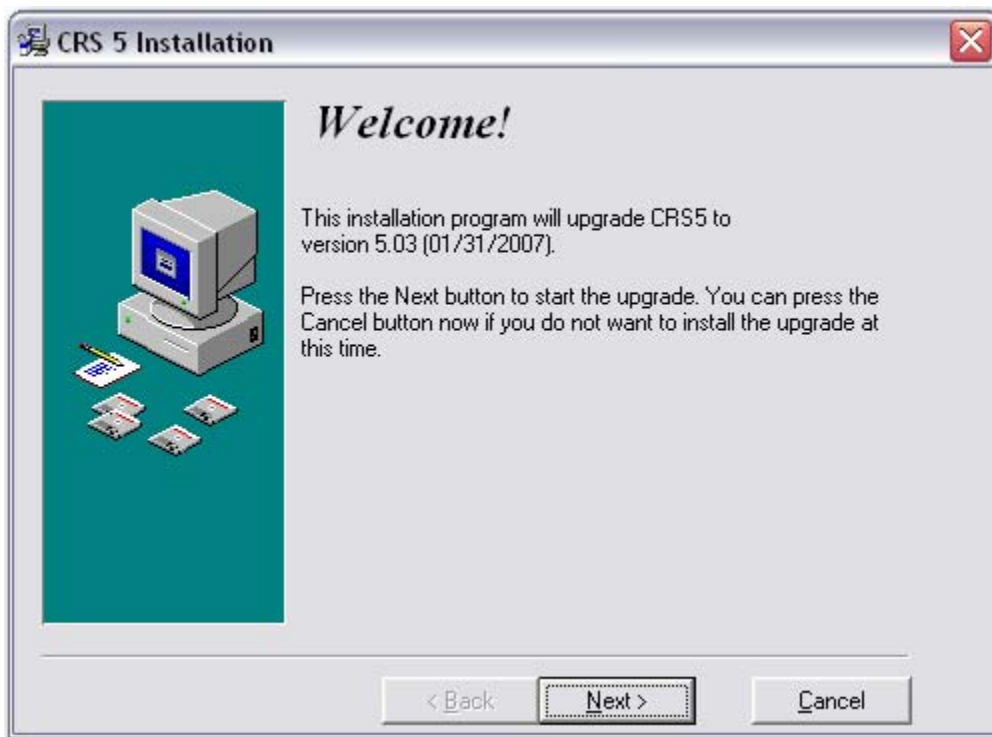 CRS 5 Installation
Welcome!
This installation program will upgrade CRS5 to
version 5.03 (01/31/2007).
Press the Next button to start the upgrade. You can press the
Cancel button now if you do not want to install the upgrade at
this time.
< Back
Next >
Cancel